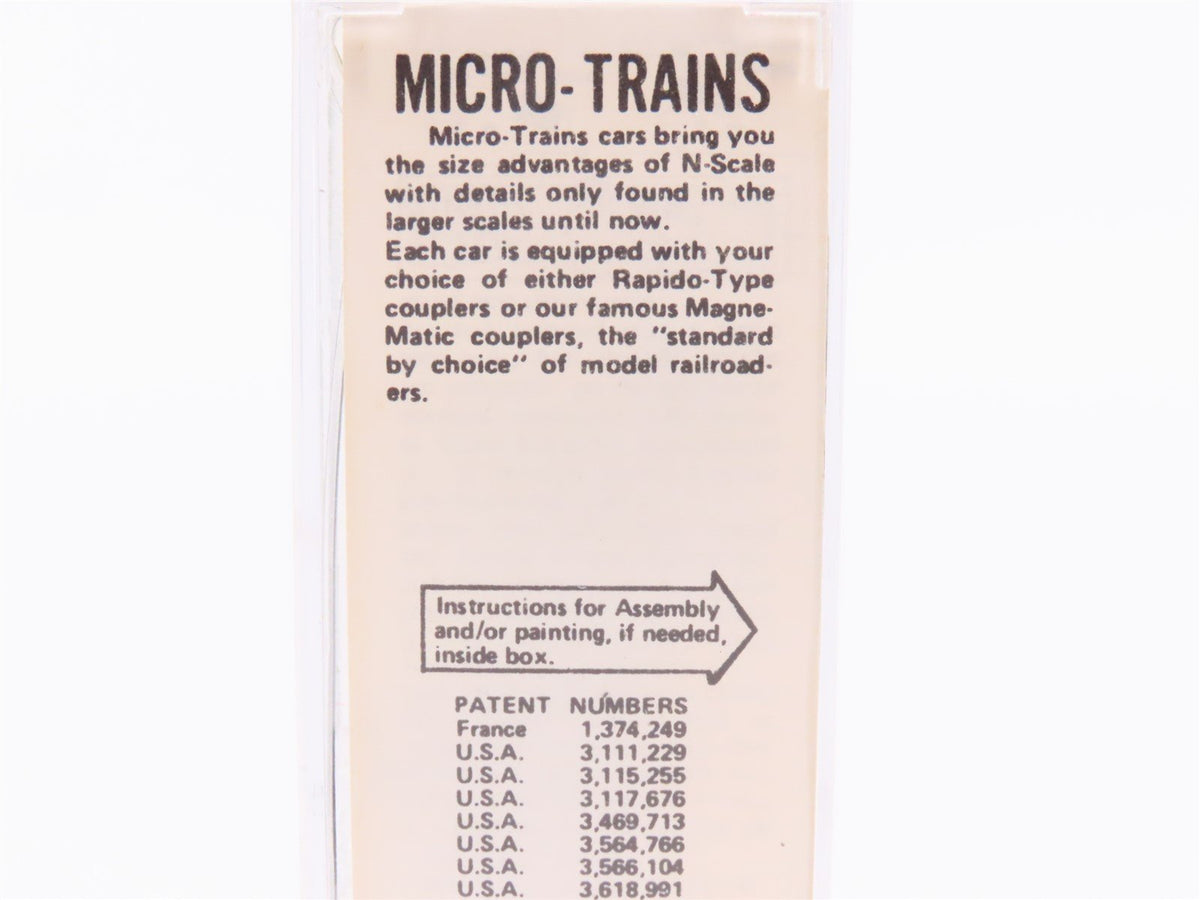 MICRO-TRAINS
Micro-Trains cars bring you
the size advantages of N-Scale
with details only found in the
larger scales until now.
Each car is equipped with your
choice of either Rapido-Type
couplers or our famous Magne-
Matic couplers, the "standard
by choice" of model railroad-
ers.
Instructions for Assembly
and/or painting, if needed,
inside box.
PATENT NUMBERS
France 1,374,249
U.S.A. 3,111,229
U.S.A. 3,115,255
U.S.A. 3,117,676
U.S.A. 3,469,713
U.S.A. 3,564,766
U.S.A. 3,566,104
U.S.A. 3,618,991